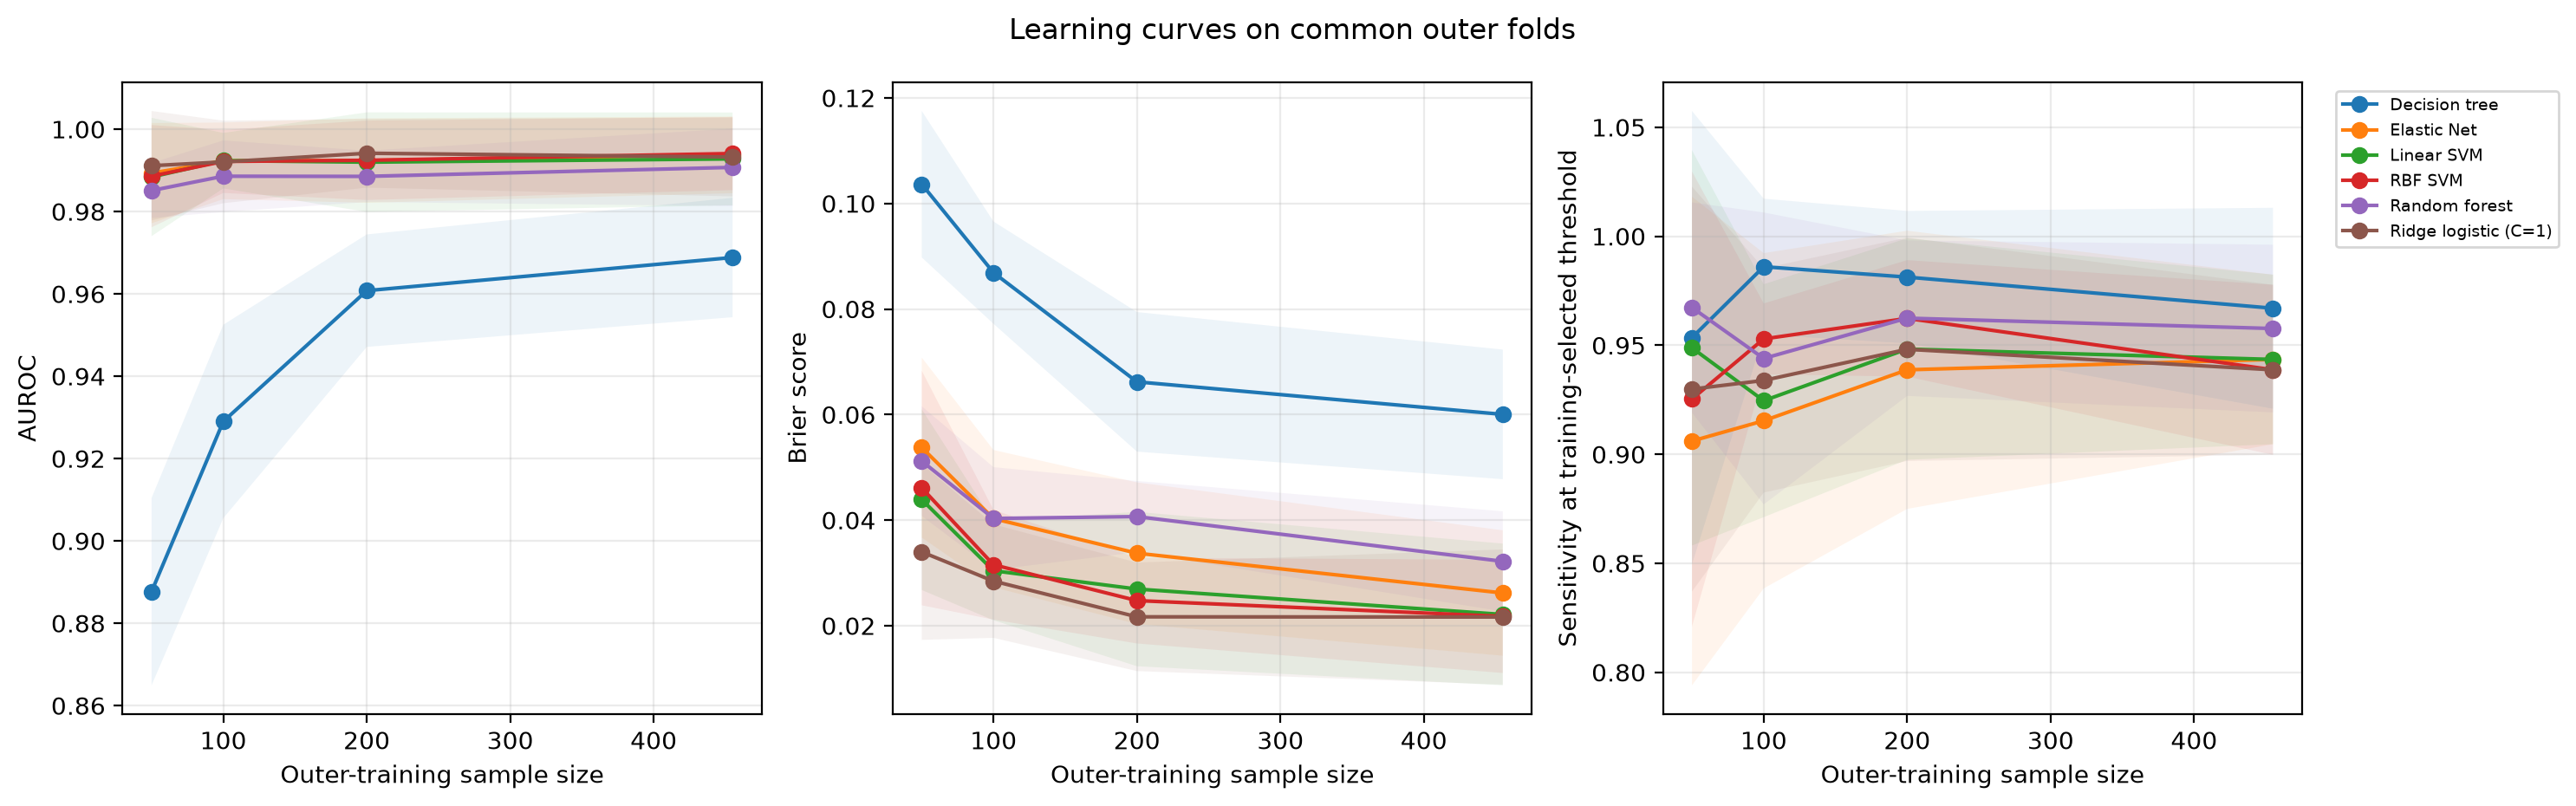 Learning curves on common outer folds
AUROC
1.00
0.98
0.96
0.94
0.92
0.90
0.88
0.86
100 200 300 400
Outer-training sample size
Brier score
0.12
0.10
0.08
0.06
0.04
0.02
100 200 300 400
Outer-training sample size
Sensitivity at training-selected threshold
1.05
1.00
0.95
0.90
0.85
0.80
100 200 300 400
Outer-training sample size
Decision tree
Elastic Net
Linear SVM
RBF SVM
Random forest
Ridge logistic (C=1)